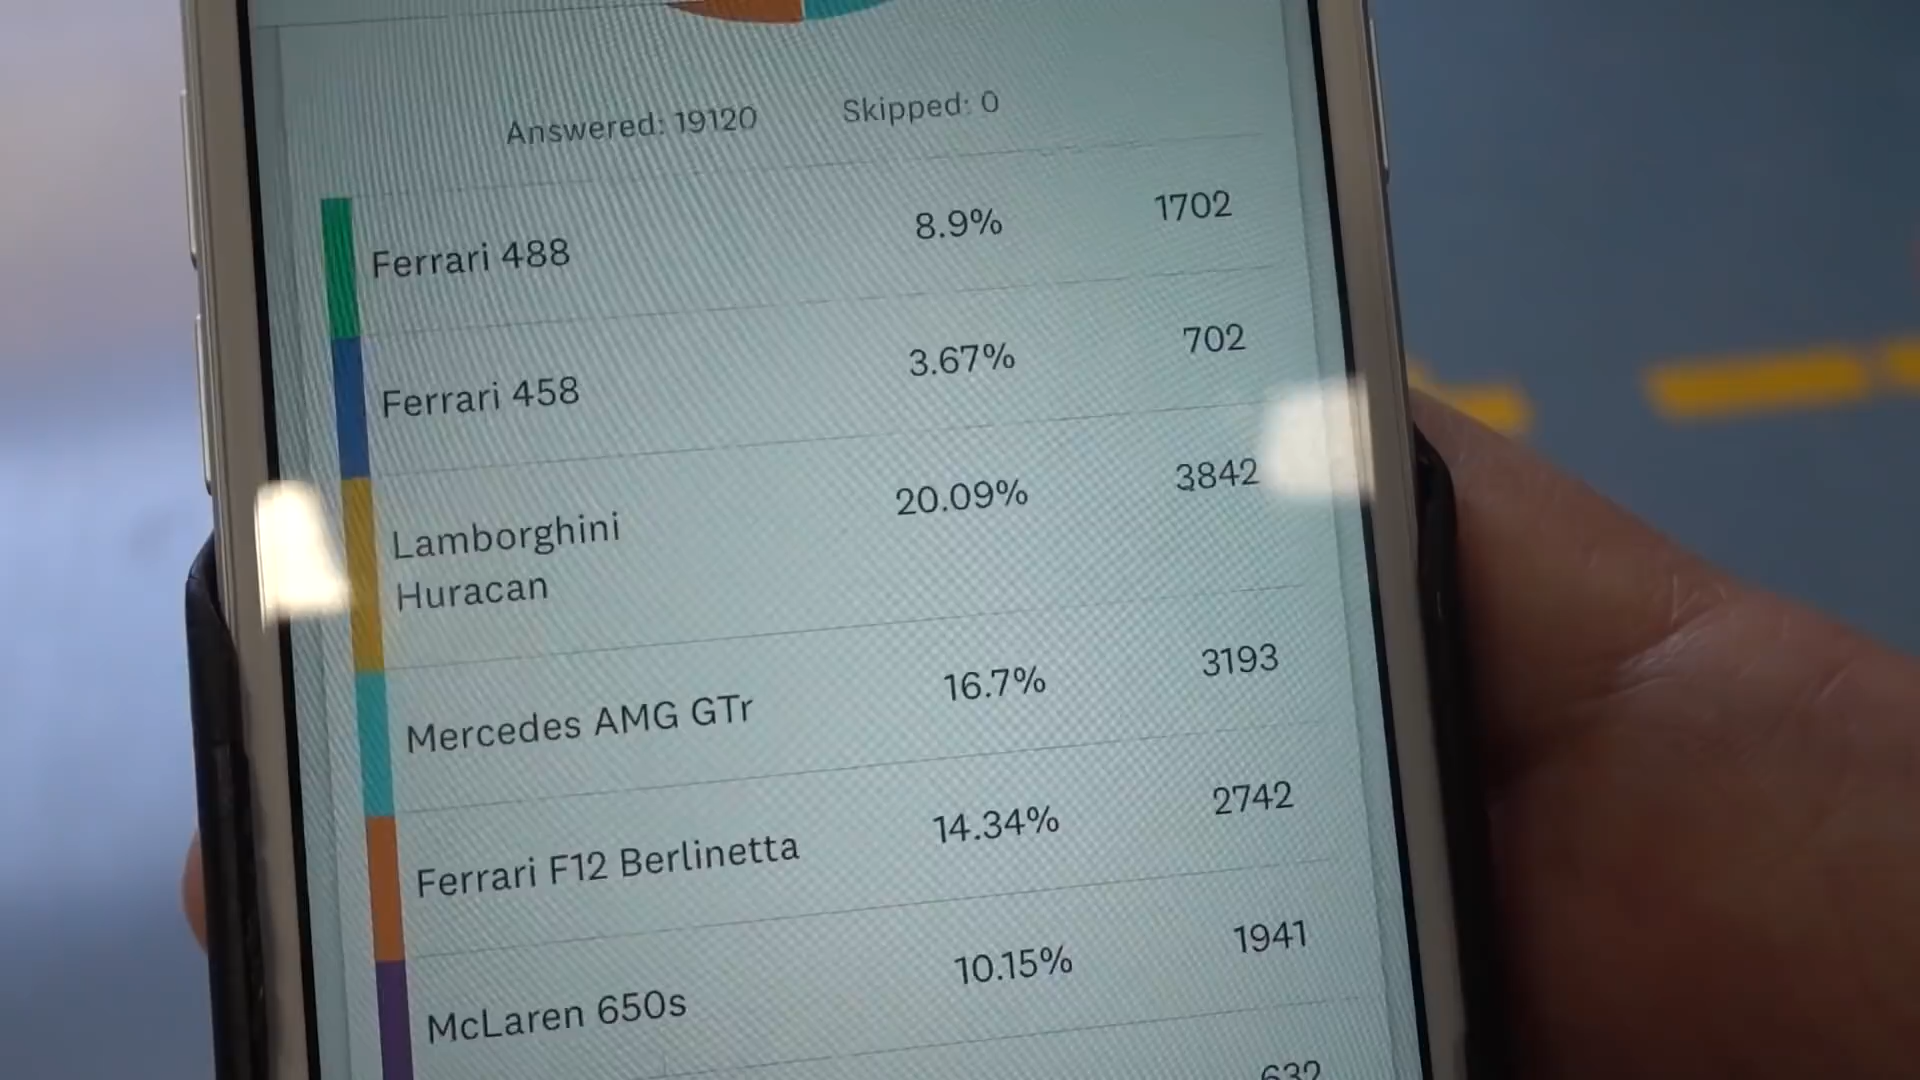 Answered: 19120 Skipped: 0
Ferrari 488 8.9% 1702
Ferrari 458 3.67% 702
Lamborghini 20.09% 3842
Huracan
Mercedes AMG GTr 16.7% 3193
Ferrari F12 Berlinetta 14.34% 2742
McLaren 650s 10.15% 1941
632